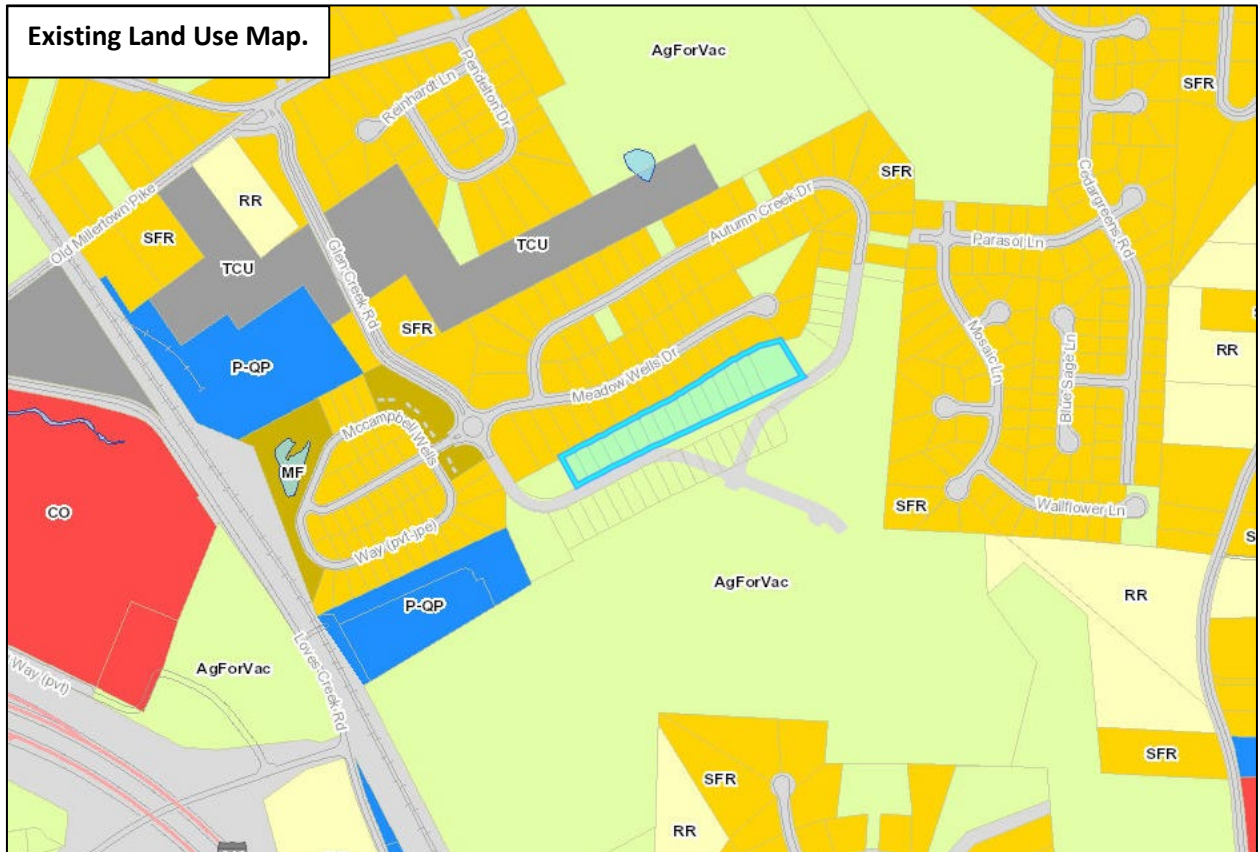 Existing Land Use Map.
AgForVac
SFR
Pendelton Dr
Reinhardt Ln
RR
Old Millertown Pike
SFR
Glen Creek Rd
TCU
TCU
SFR
Autumn Creek Dr
Cedargreens Rd
Parasol Ln
SFR
P-QP
Meadow Wells Dr
Mosaic Ln
Blue Sage Ln
RR
Mccampbell Wells
MF
Way (pvt-jpe)
CO
SFR
Wallflower Ln
P-QP
AgForVac
RR
Loves Creek Rd
AgForVac
Way (pvt)
SFR
SFR
RR